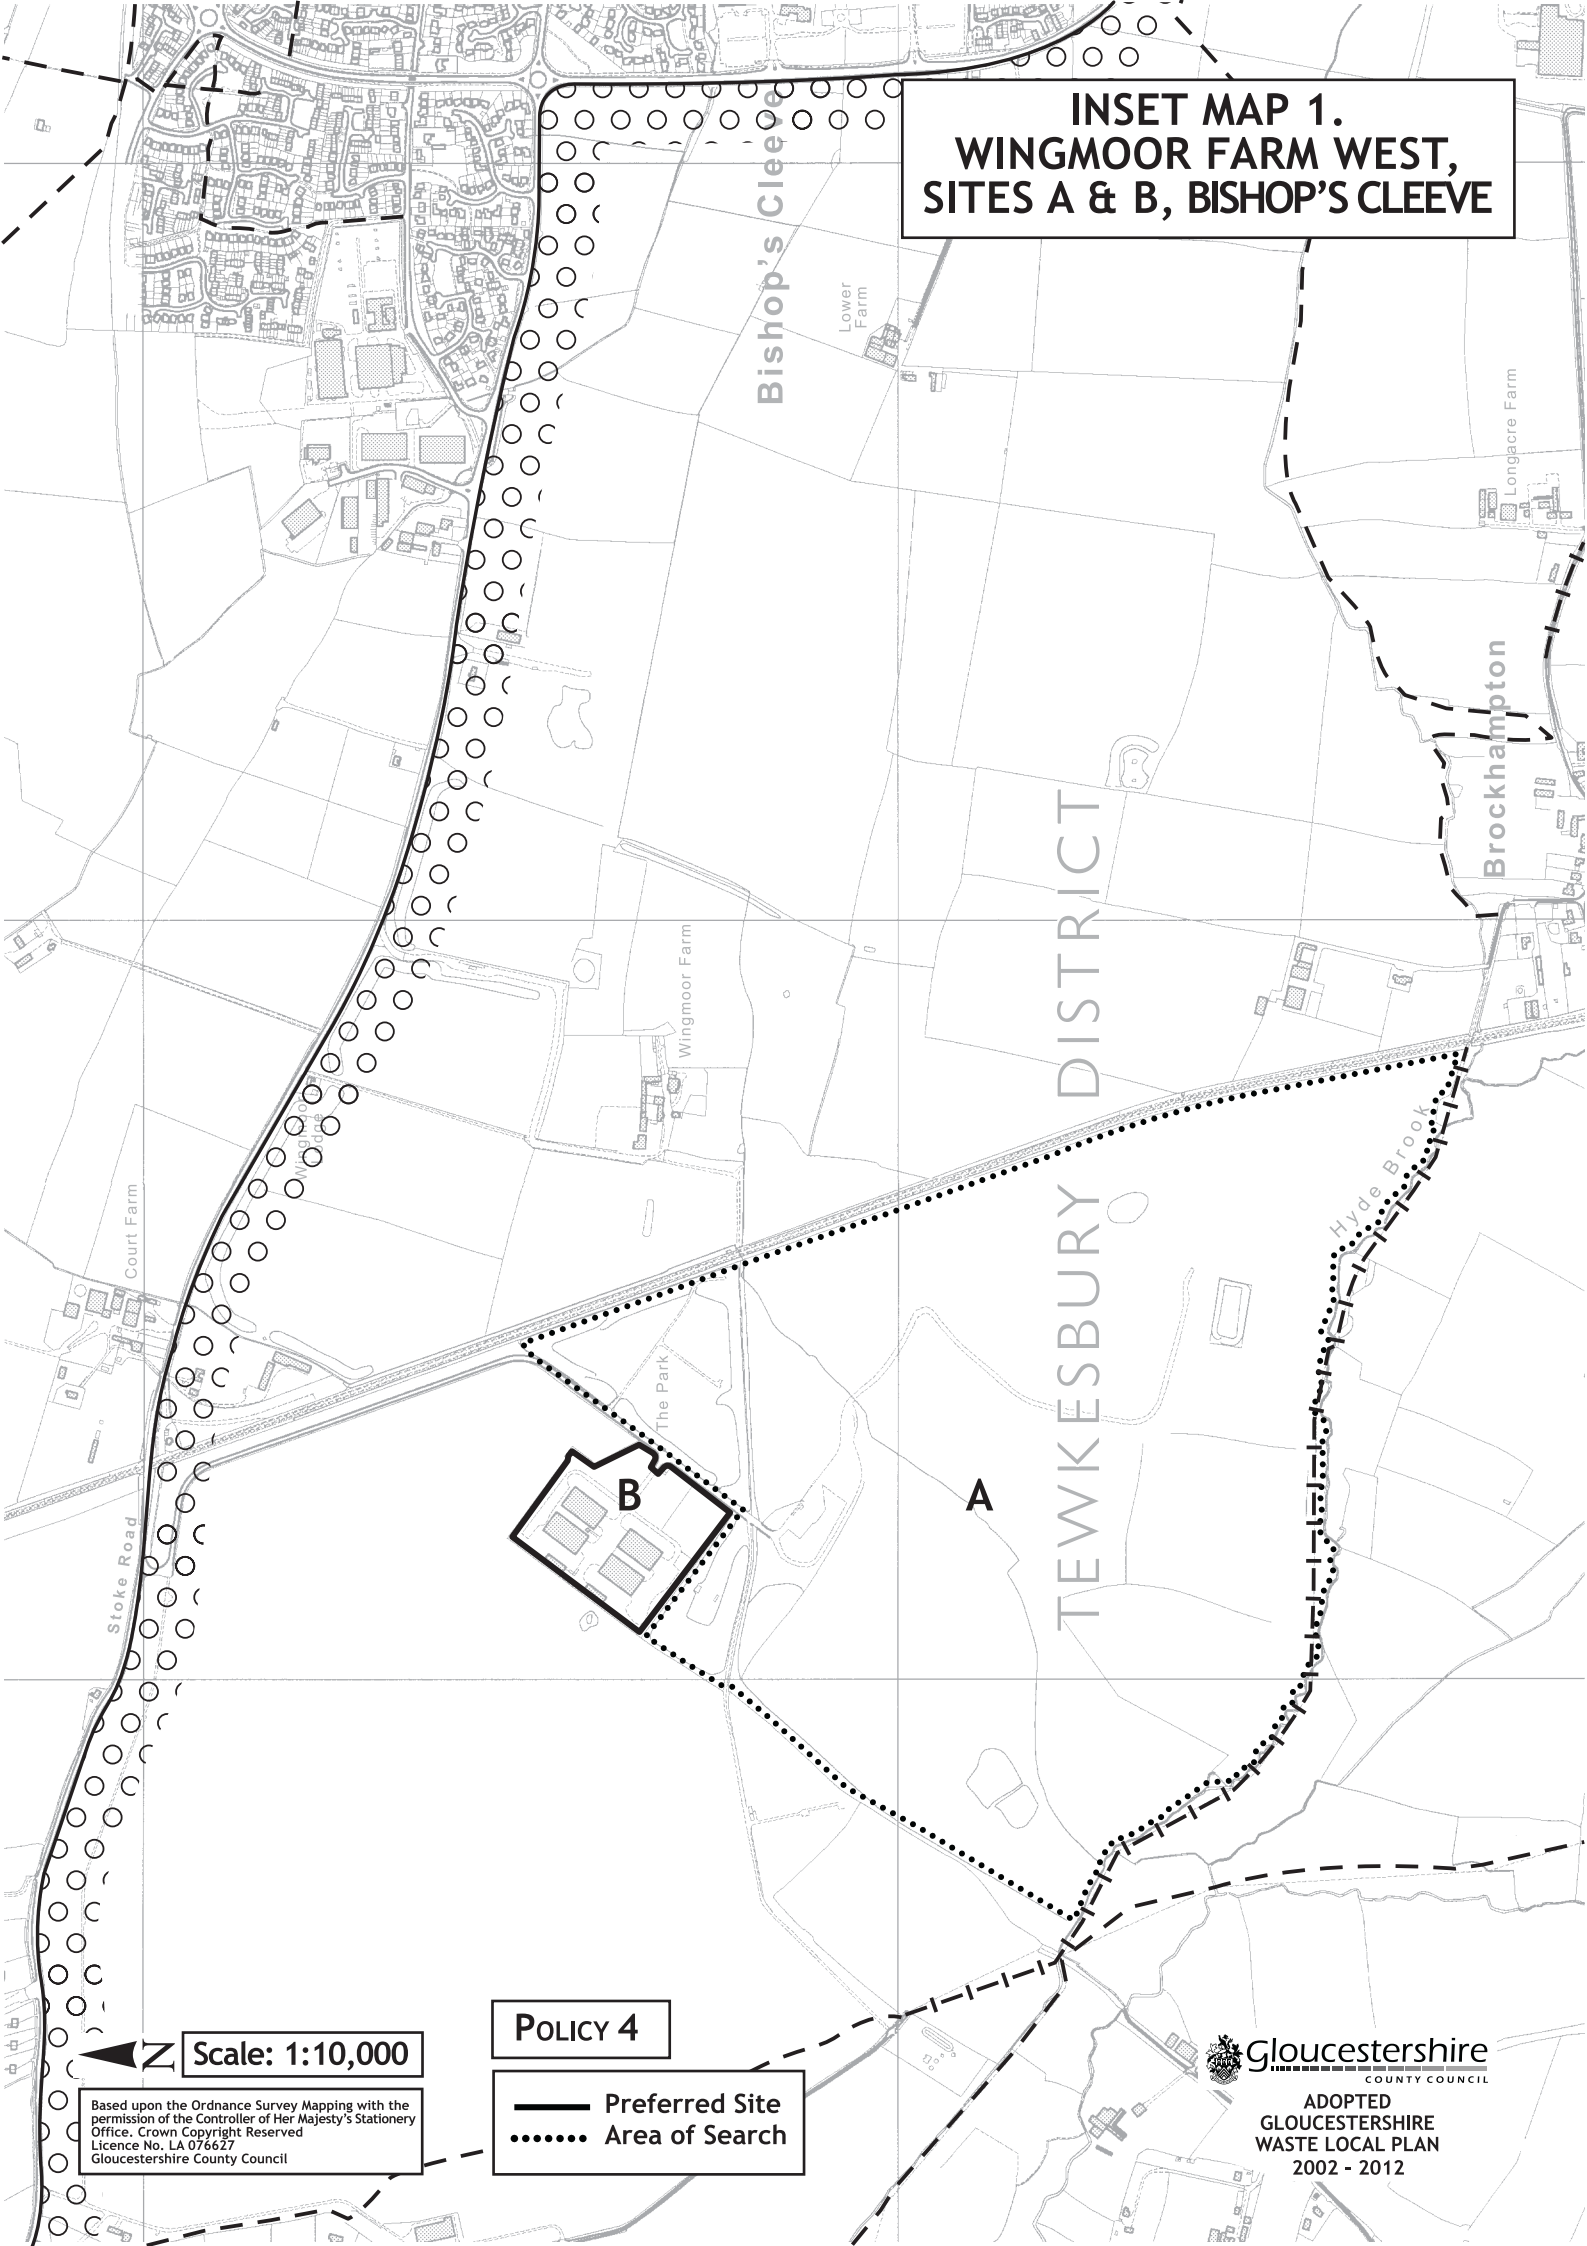 INSET MAP 1.
WINGMOOR FARM WEST,
SITES A & B, BISHOP'S CLEEVE
Bishop's Cleeve
Lower
Farm
Longacre Farm
Brockhampton
TEWKESBURY DISTRICT
Wingmoor Farm
Court Farm
Hyde Brook
The Park
B
A
Stoke Road
N
Scale: 1:10,000
Based upon the Ordnance Survey Mapping with the
permission of the Controller of Her Majesty's Stationery
Office. Crown Copyright Reserved
Licence No. LA 076627
Gloucestershire County Council
POLICY 4
Preferred Site
Area of Search
Gloucestershire
COUNTY COUNCIL
ADOPTED
GLOUCESTERSHIRE
WASTE LOCAL PLAN
2002 - 2012